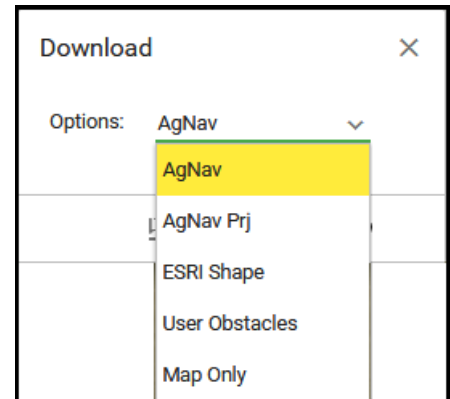 Download
Options: AgNav
AgNav
AgNav Prj
ESRI Shape
User Obstacles
Map Only